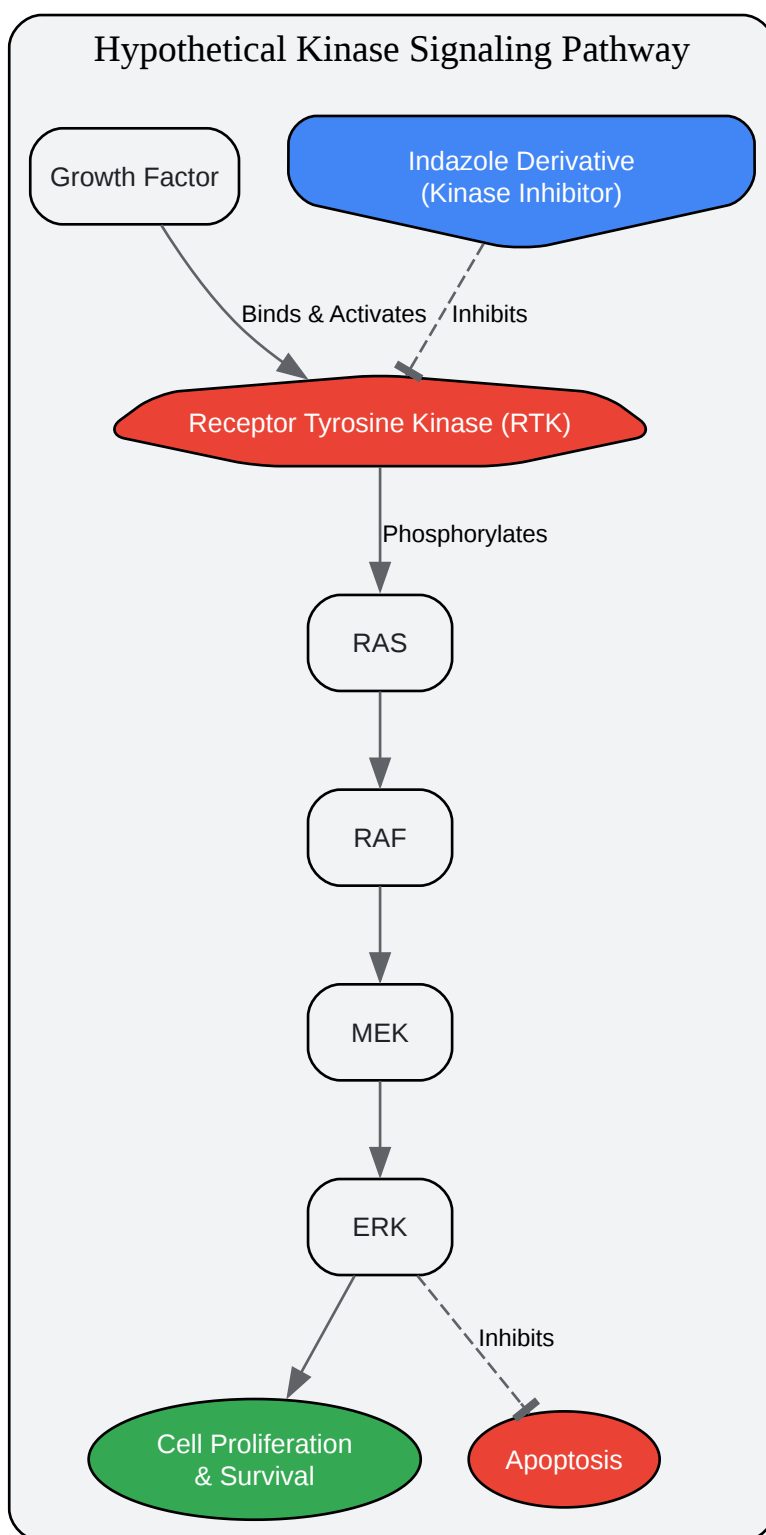 Hypothetical Kinase Signaling Pathway
Growth Factor
Indazole Derivative
(Kinase Inhibitor)
Binds & Activates
Inhibits
Receptor Tyrosine Kinase (RTK)
Phosphorylates
RAS
RAF
MEK
ERK
Inhibits
Cell Proliferation
& Survival
Apoptosis